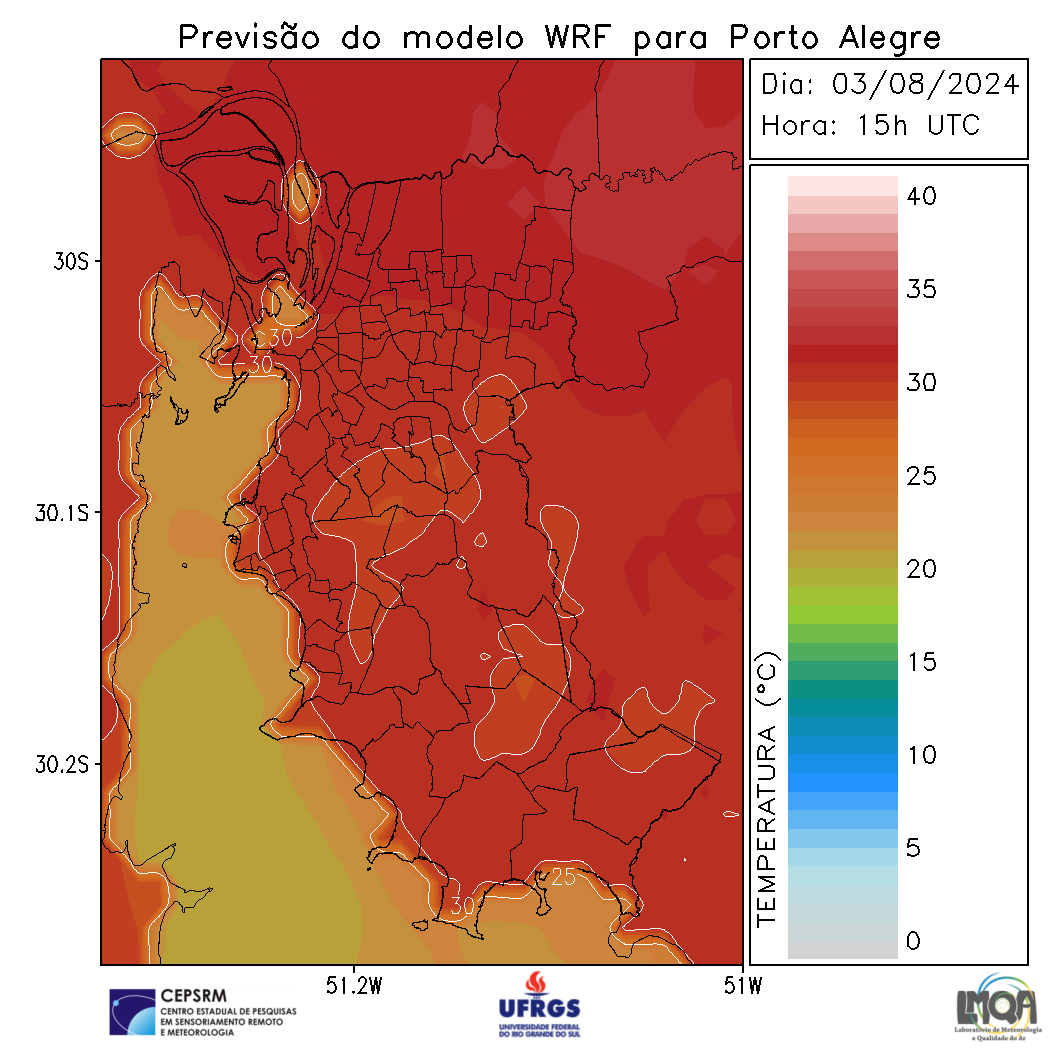 Previsão do modelo WRF para Porto Alegre
Dia: 03/08/2024
Hora: 15h UTC
30S
30.1S
30.2S
51.2W
51W
30
30
30
25
TEMPERATURA (°C)
40
35
30
25
20
15
10
5
0
CEPSRM
CENTRO ESTADUAL DE PESQUISAS
EM SENSORIAMENTO REMOTO
E METEOROLOGIA
UFRGS
UNIVERSIDADE FEDERAL
DO RIO GRANDE DO SUL
LMQA
Laboratório de Meteorologia
e Qualidade do Ar